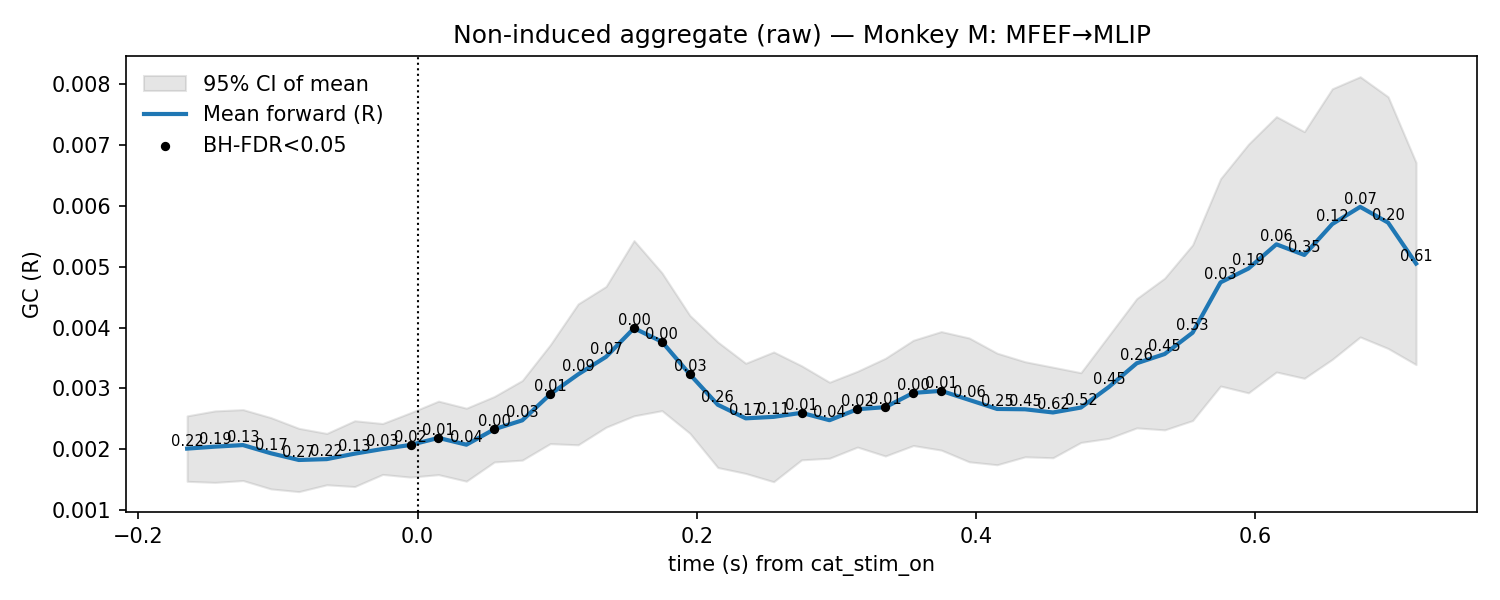 Non-induced aggregate (raw) — Monkey M: MFEF→MLIP
95% CI of mean
Mean forward (R)
BH-FDR<0.05
GC (R)
0.008
0.007
0.006
0.005
0.004
0.003
0.002
0.001
0.22 0.19 0.13 0.17 0.27 0.22 0.13 0.03 0.02 0.01 0.04 0.00 0.03 0.01 0.09 0.07 0.00 0.00 0.03 0.26 0.17 0.11 0.01 0.04 0.02 0.01 0.00 0.01 0.06 0.25 0.45 0.62 0.52 0.45 0.26 0.45 0.53 0.03 0.19 0.06 0.35 0.12 0.07 0.20 0.61
−0.2 0.0 0.2 0.4 0.6
time (s) from cat_stim_on